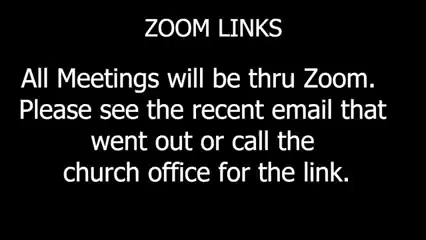 ZOOM LINKS
All Meetings will be thru Zoom.
Please see the recent email that
went out or call the
church office for the link.